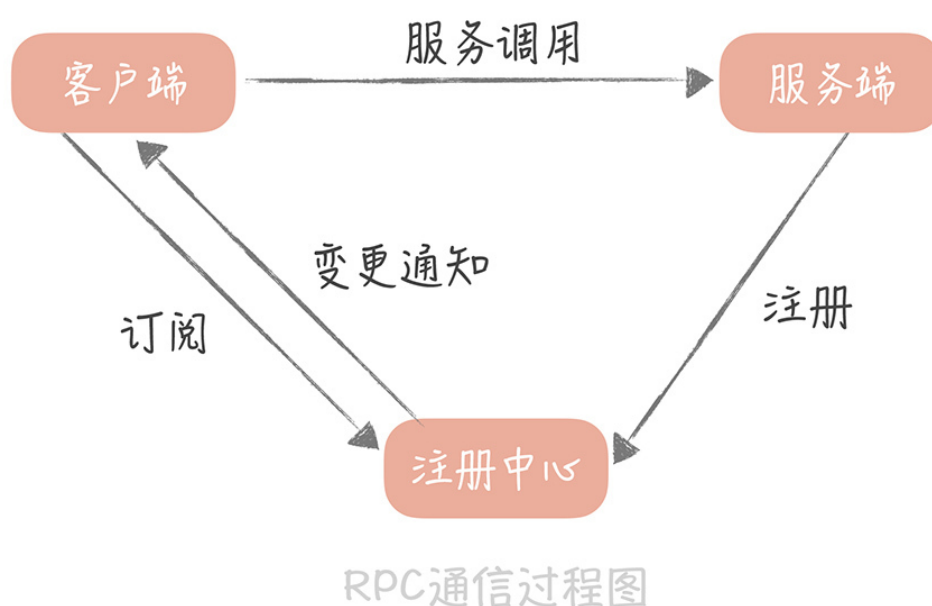 服务调用
客户端
服务端
变更通知
订阅
注册
注册中心
RPC通信过程图